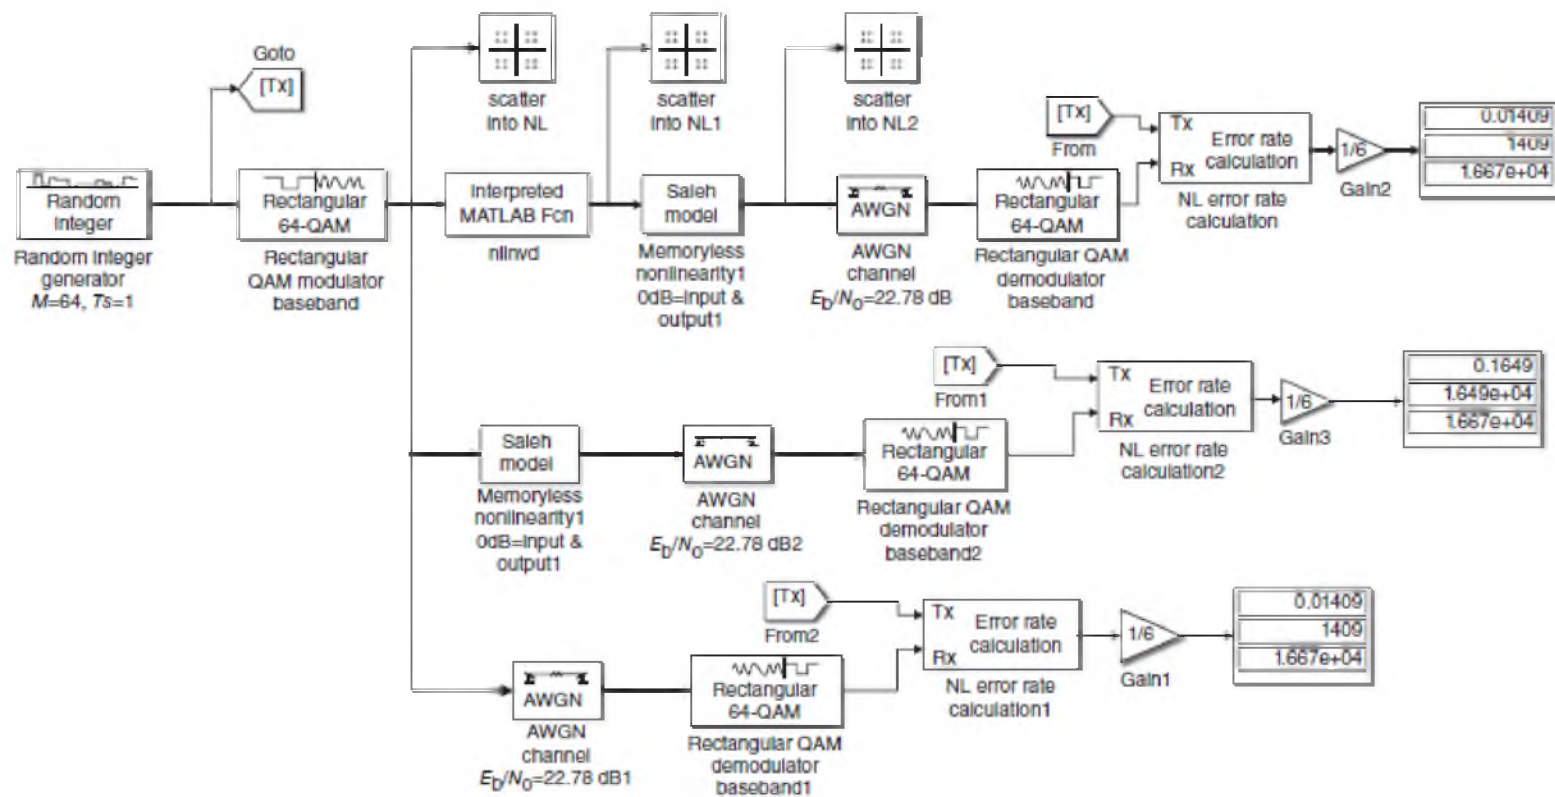 Goto
[Tx]
scatter
Into NL
scatter
Into NL1
scatter
Into NL2
[Tx]
From
Tx
Rx
Error rate
calculation
NL error rate
calculation
1/6
Gain2
0.01409
1409
1.667e+04
Random
Integer
Random Integer
generator
M=64, Ts=1
Rectangular
64-QAM
Rectangular
QAM modulator
baseband
Interpreted
MATLAB Fcn
nlinvd
Saleh
model
Memoryless
nonlinearity1
0dB=Input &
output1
AWGN
AWGN
channel
Eb/No=22.78 dB
Rectangular
64-QAM
Rectangular QAM
demodulator
baseband
[Tx]
From1
Tx
Rx
Error rate
calculation
NL error rate
calculation2
1/6
Gain3
0.1649
1.649e+04
1.667e+04
Saleh
model
Memoryless
nonlinearity1
0dB=Input &
output1
AWGN
AWGN
channel
Eb/No=22.78 dB2
Rectangular
64-QAM
Rectangular QAM
demodulator
baseband2
[Tx]
From2
Tx
Rx
Error rate
calculation
NL error rate
calculation1
1/6
Gain1
0.01409
1409
1.667e+04
AWGN
AWGN
channel
Eb/No=22.78 dB1
Rectangular
64-QAM
Rectangular QAM
demodulator
baseband1